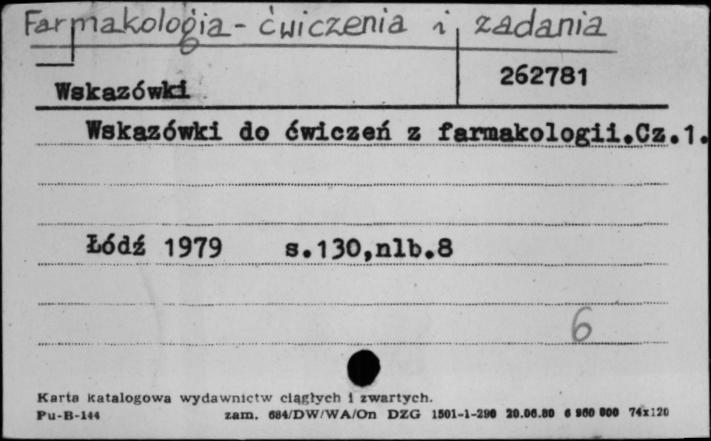 Farmakologia - ćwiczenia i zadania
Wskazówki
262781
Wskazówki do ćwiczeń z farmakologii.Cz.1.
Łódź 1979 s.130,nlb.8
6
Karta katalogowa wydawnictw ciągłych i zwartych.
Pu-B-144 zam. 684/DW/WA/On DZG 1501-1-290 20.06.80 6 900 000 74x120